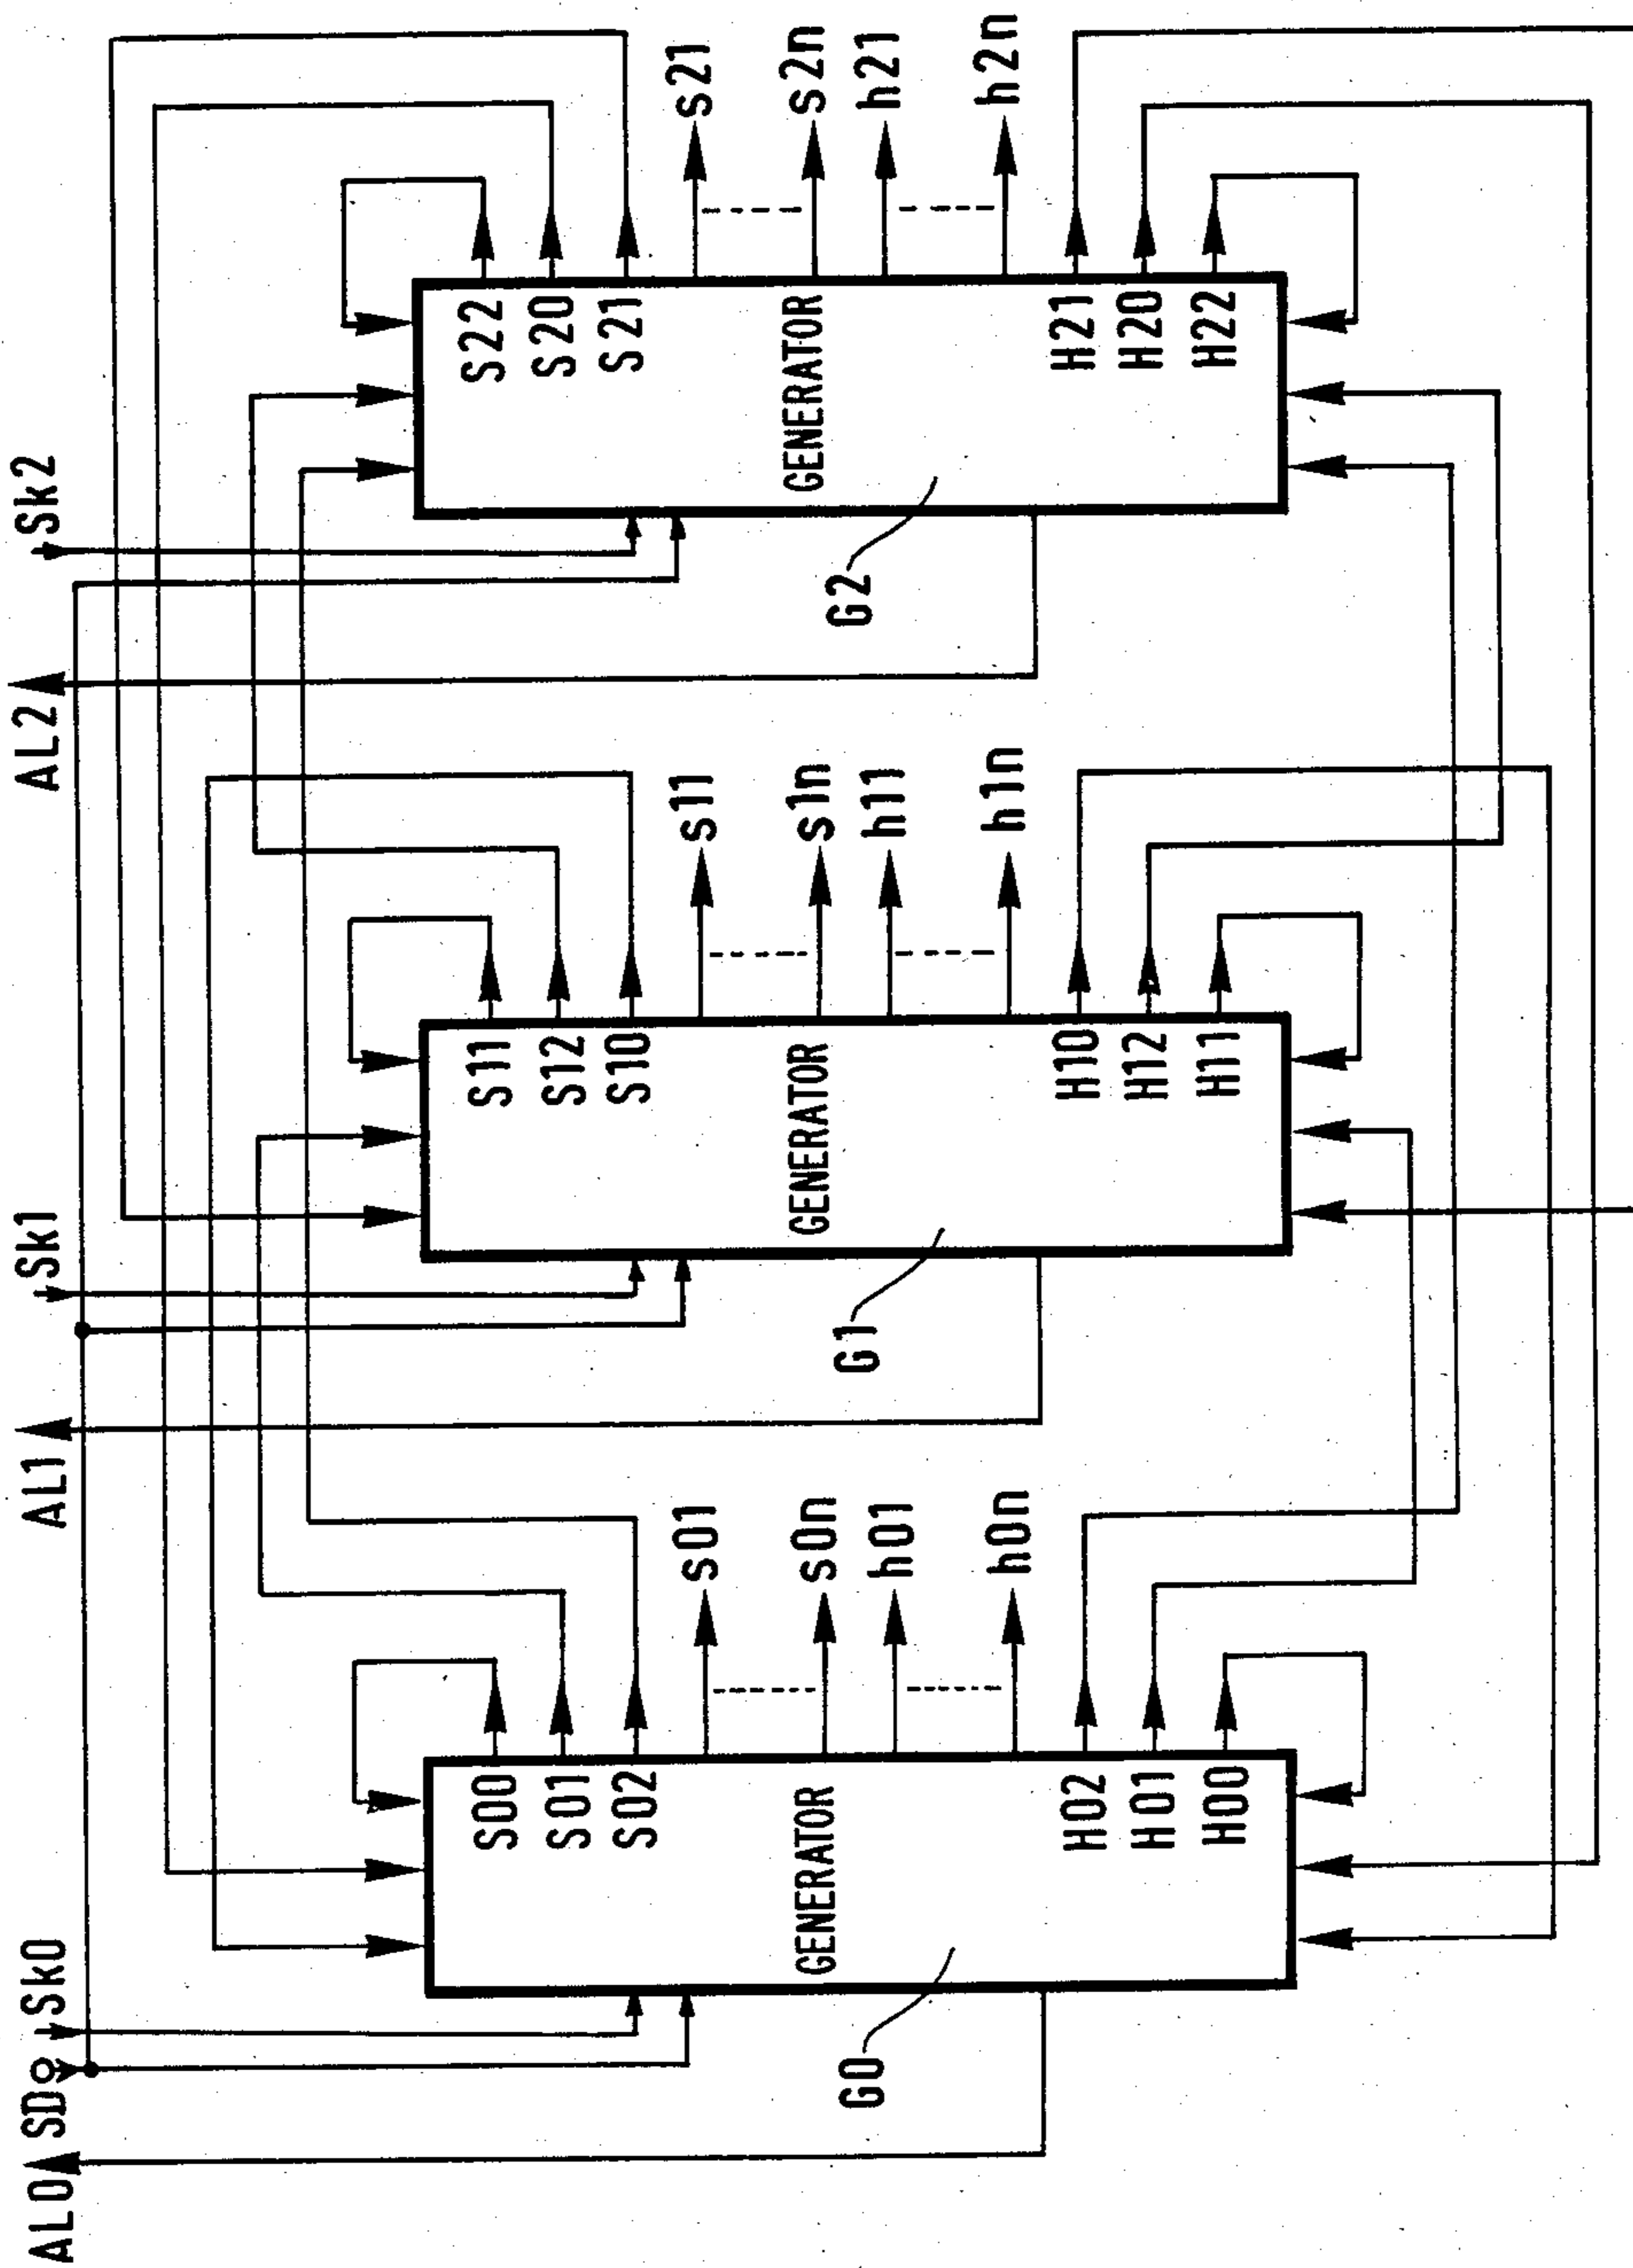 AL0
SD
Sk0
AL1
Sk1
AL2
Sk2
S00
S01
S02
s01
s0n
h01
h0n
H02
H01
H00
GENERATOR
G0
S11
S12
S10
s11
s1n
h11
h1n
H10
H12
H11
GENERATOR
G1
S22
S20
S21
s21
s2n
h21
h2n
H21
H20
H22
GENERATOR
G2